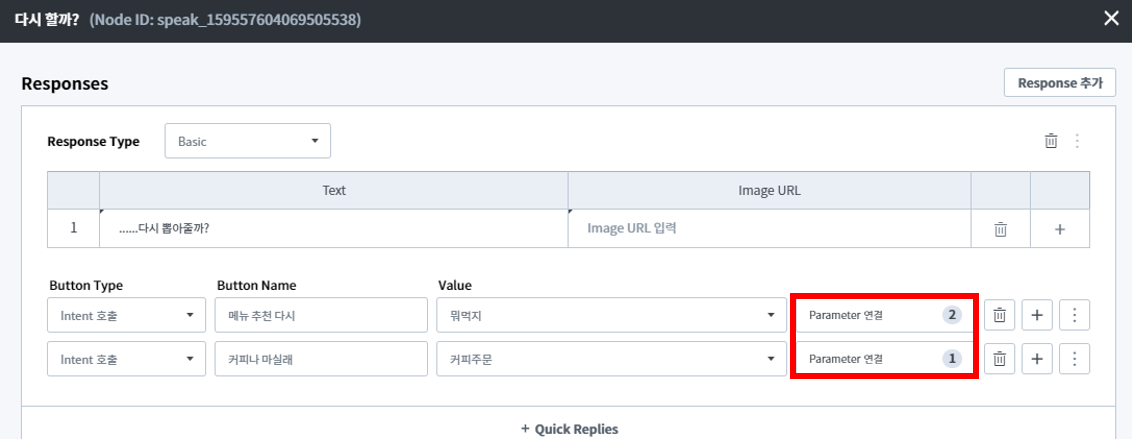 다시 할까? (Node ID: speak_159557604069505538)
Responses
Response 추가
Response Type Basic
Text Image URL
1 ......다시 뽑아줄까? Image URL 입력
Button Type Button Name Value
Intent 호출 메뉴 추천 다시 뭐먹지 Parameter 연결 2
Intent 호출 커피나 마실래 커피주문 Parameter 연결 1
+ Quick Replies